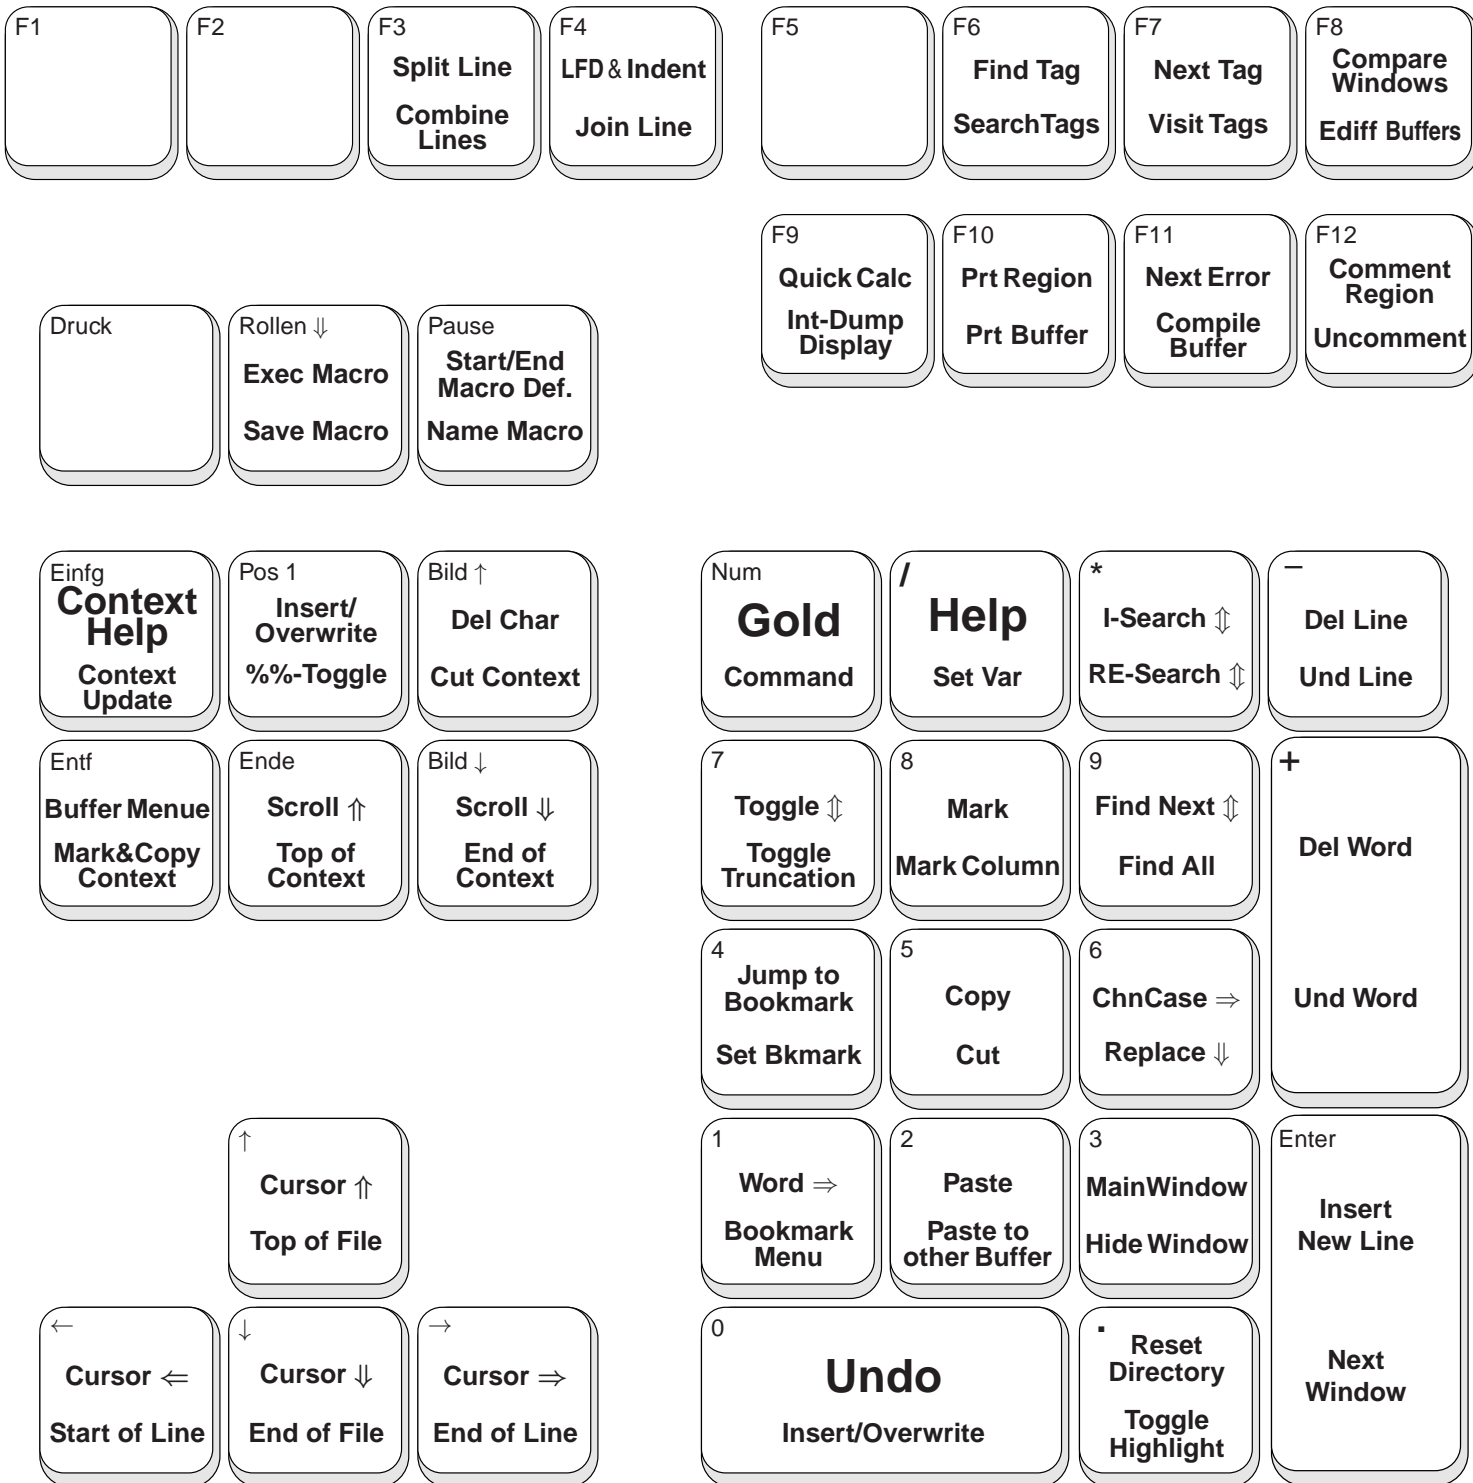 F1
F2
F3
Split Line
Combine
Lines
F4
LFD & Indent
Join Line
F5
F6
Find Tag
SearchTags
F7
Next Tag
Visit Tags
F8
Compare
Windows
Ediff Buffers
F9
Quick Calc
Int-Dump
Display
F10
Prt Region
Prt Buffer
F11
Next Error
Compile
Buffer
F12
Comment
Region
Uncomment
Druck
Rollen ⇓
Exec Macro
Save Macro
Pause
Start/End
Macro Def.
Name Macro
Einfg
Context
Help
Context
Update
Pos 1
Insert/
Overwrite
%%-Toggle
Bild ↑
Del Char
Cut Context
Entf
Buffer Menue
Mark&Copy
Context
Ende
Scroll ⇑
Top of
Context
Bild ↓
Scroll ⇓
End of
Context
↑
Cursor ⇑
Top of File
←
Cursor ⇐
Start of Line
↓
Cursor ⇓
End of File
→
Cursor ⇒
End of Line
Num
Gold
Command
/
Help
Set Var
*
I-Search ⇕
RE-Search ⇕
−
Del Line
Und Line
7
Toggle ⇕
Toggle
Truncation
8
Mark
Mark Column
9
Find Next ⇕
Find All
+
Del Word
Und Word
4
Jump to
Bookmark
Set Bkmark
5
Copy
Cut
6
ChnCase ⇒
Replace ⇓
1
Word ⇒
Bookmark
Menu
2
Paste
Paste to
other Buffer
3
MainWindow
Hide Window
Enter
Insert
New Line
Next
Window
0
Undo
Insert/Overwrite
.
Reset
Directory
Toggle
Highlight